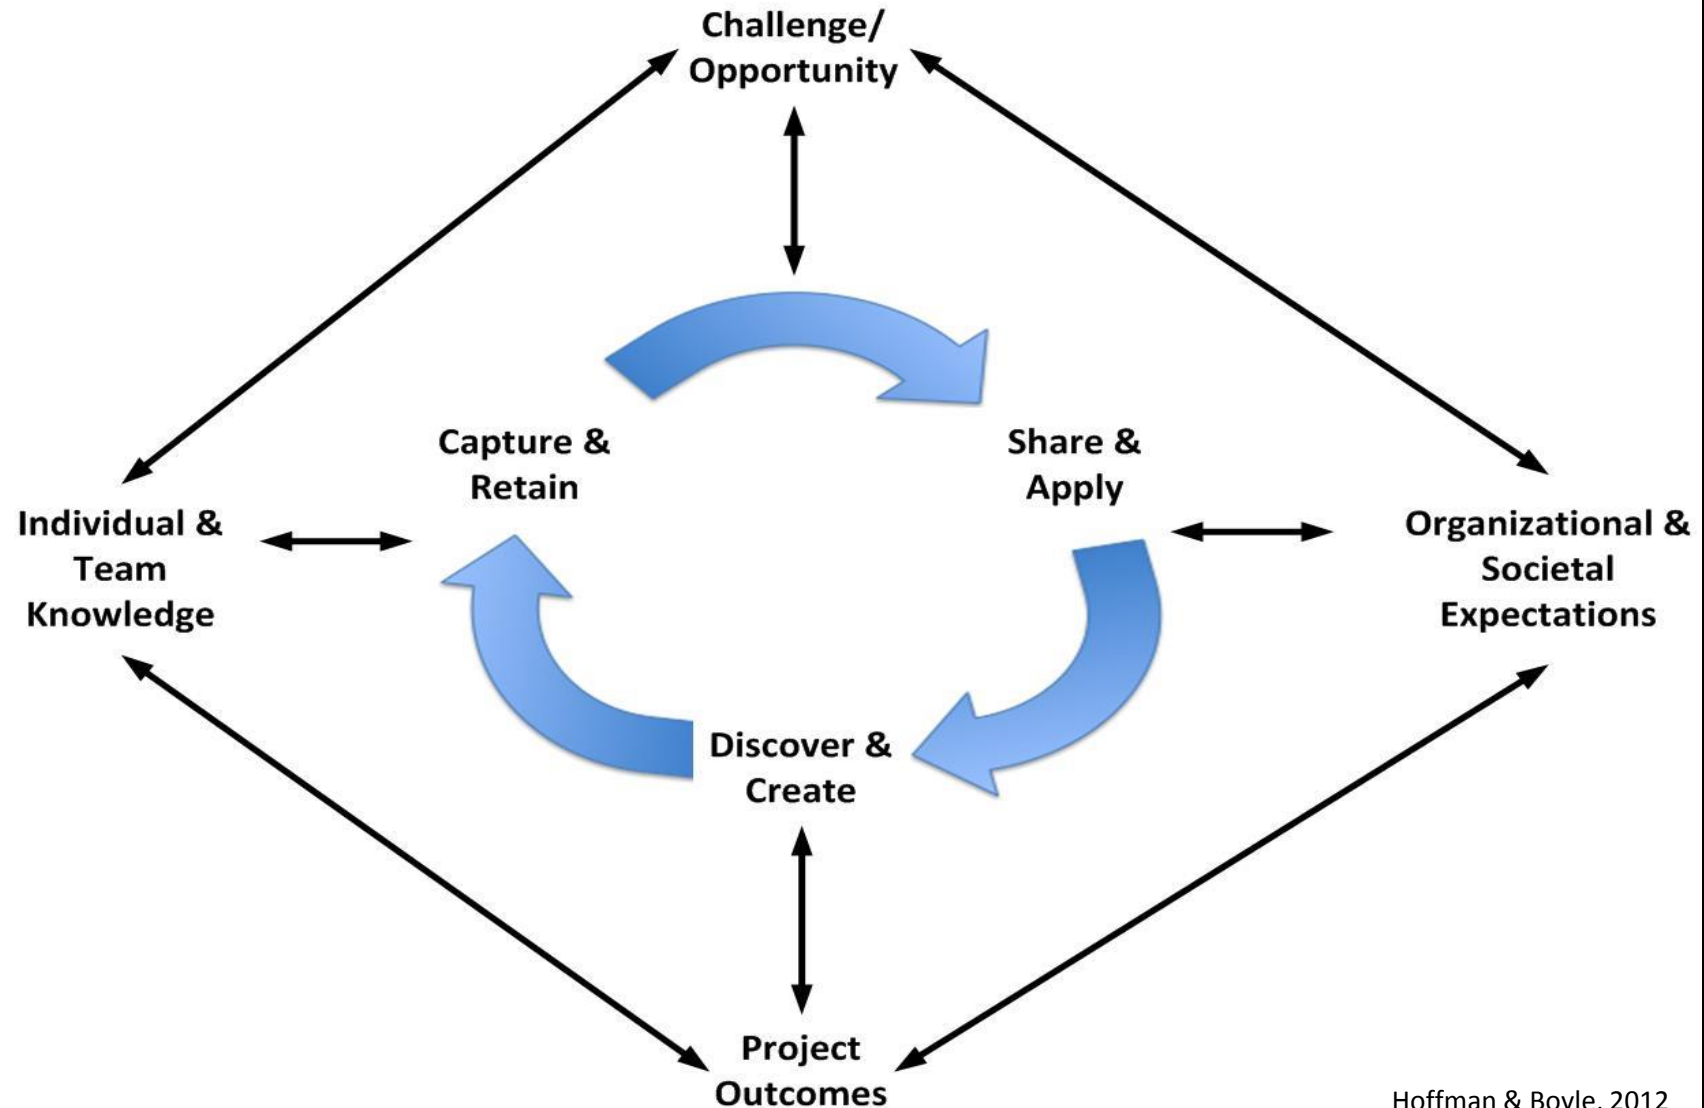 Challenge/
Opportunity
Capture &
Retain
Share &
Apply
Individual &
Team
Knowledge
Organizational &
Societal
Expectations
Discover &
Create
Project
Outcomes
Hoffman & Boyle, 2012